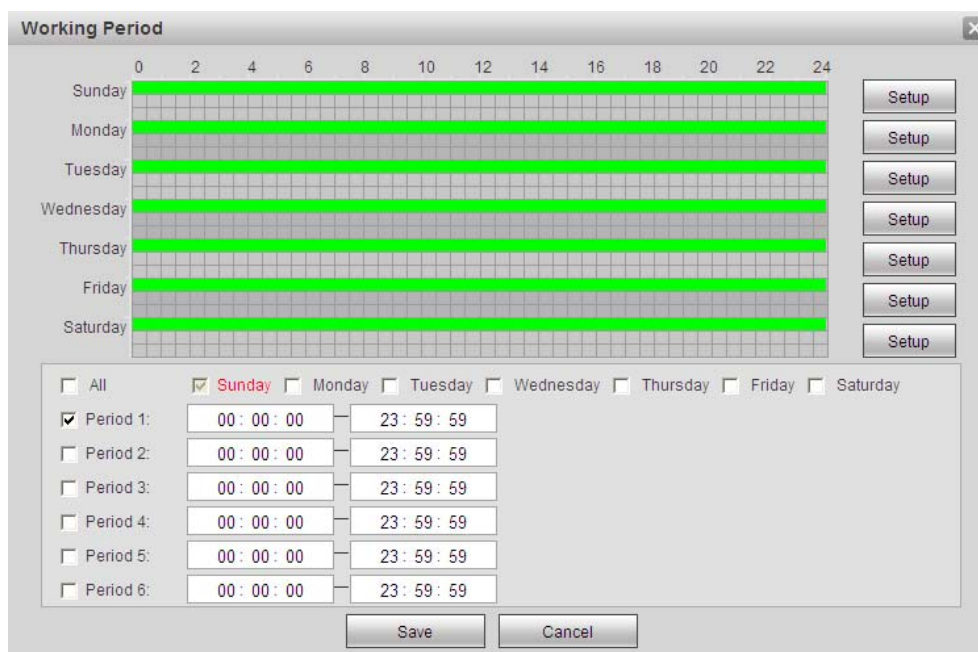 Working Period
0 2 4 6 8 10 12 14 16 18 20 22 24
Sunday Setup
Monday Setup
Tuesday Setup
Wednesday Setup
Thursday Setup
Friday Setup
Saturday Setup
All Sunday Monday Tuesday Wednesday Thursday Friday Saturday
Period 1: 00 : 00 : 00 — 23 : 59 : 59
Period 2: 00 : 00 : 00 — 23 : 59 : 59
Period 3: 00 : 00 : 00 — 23 : 59 : 59
Period 4: 00 : 00 : 00 — 23 : 59 : 59
Period 5: 00 : 00 : 00 — 23 : 59 : 59
Period 6: 00 : 00 : 00 — 23 : 59 : 59
Save Cancel